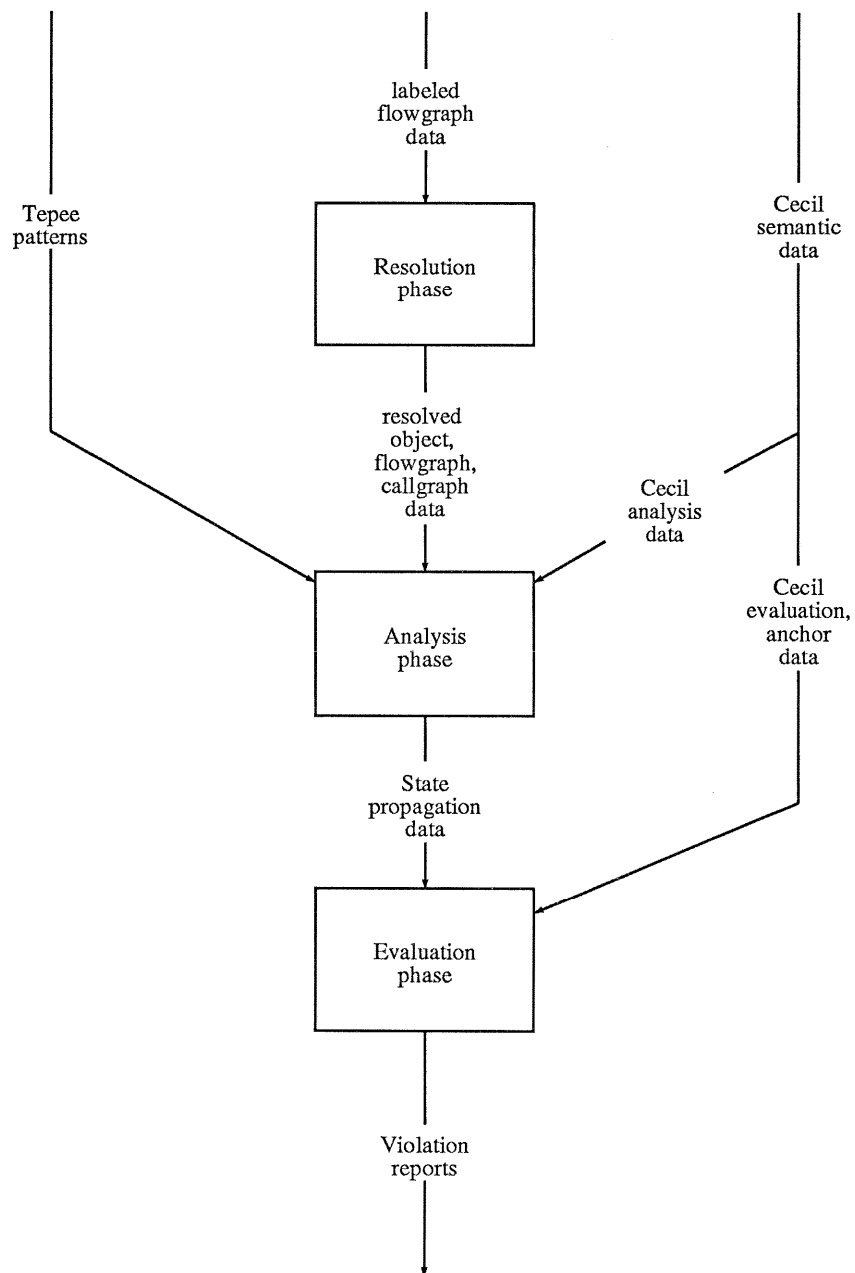 labeled
flowgraph
data
Tepee
patterns
Cecil
semantic
data
Resolution
phase
resolved
object,
flowgraph,
callgraph
data
Cecil
analysis
data
Cecil
evaluation,
anchor
data
Analysis
phase
State
propagation
data
Evaluation
phase
Violation
reports